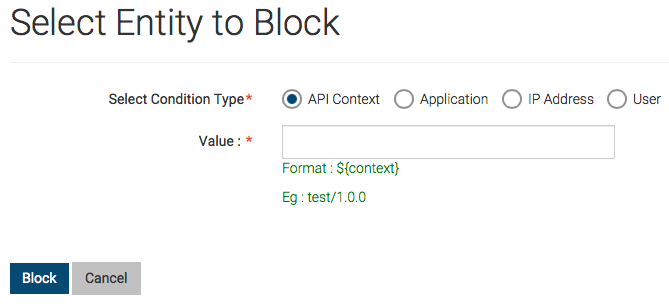 Select Entity to Block
Select Condition Type* API Context Application IP Address User
Value : *
Format : ${context}
Eg : test/1.0.0
Block Cancel